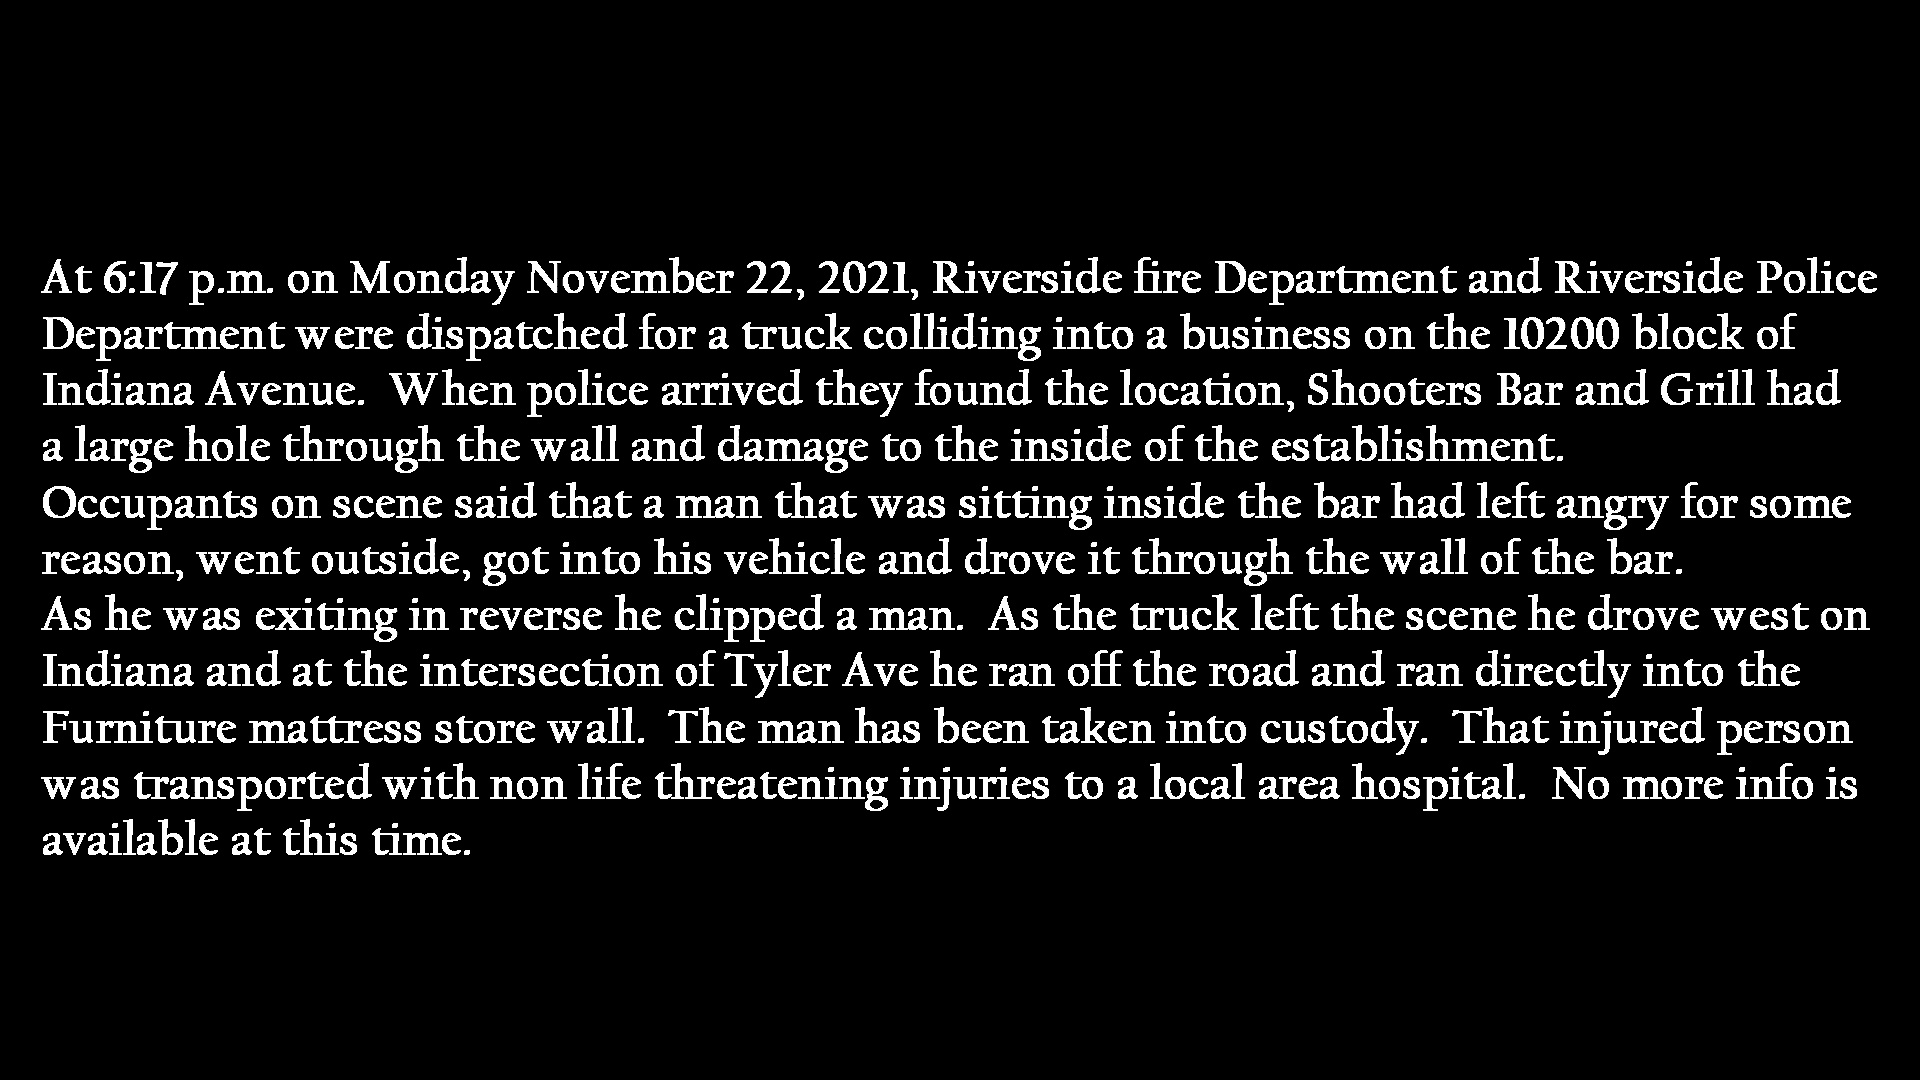 At 6:17 p.m. on Monday November 22, 2021, Riverside fire Department and Riverside Police
Department were dispatched for a truck colliding into a business on the 10200 block of
Indiana Avenue.  When police arrived they found the location, Shooters Bar and Grill had
a large hole through the wall and damage to the inside of the establishment.
Occupants on scene said that a man that was sitting inside the bar had left angry for some
reason, went outside, got into his vehicle and drove it through the wall of the bar.
As he was exiting in reverse he clipped a man.  As the truck left the scene he drove west on
Indiana and at the intersection of Tyler Ave he ran off the road and ran directly into the
Furniture mattress store wall.  The man has been taken into custody.  That injured person
was transported with non life threatening injuries to a local area hospital.  No more info is
available at this time.